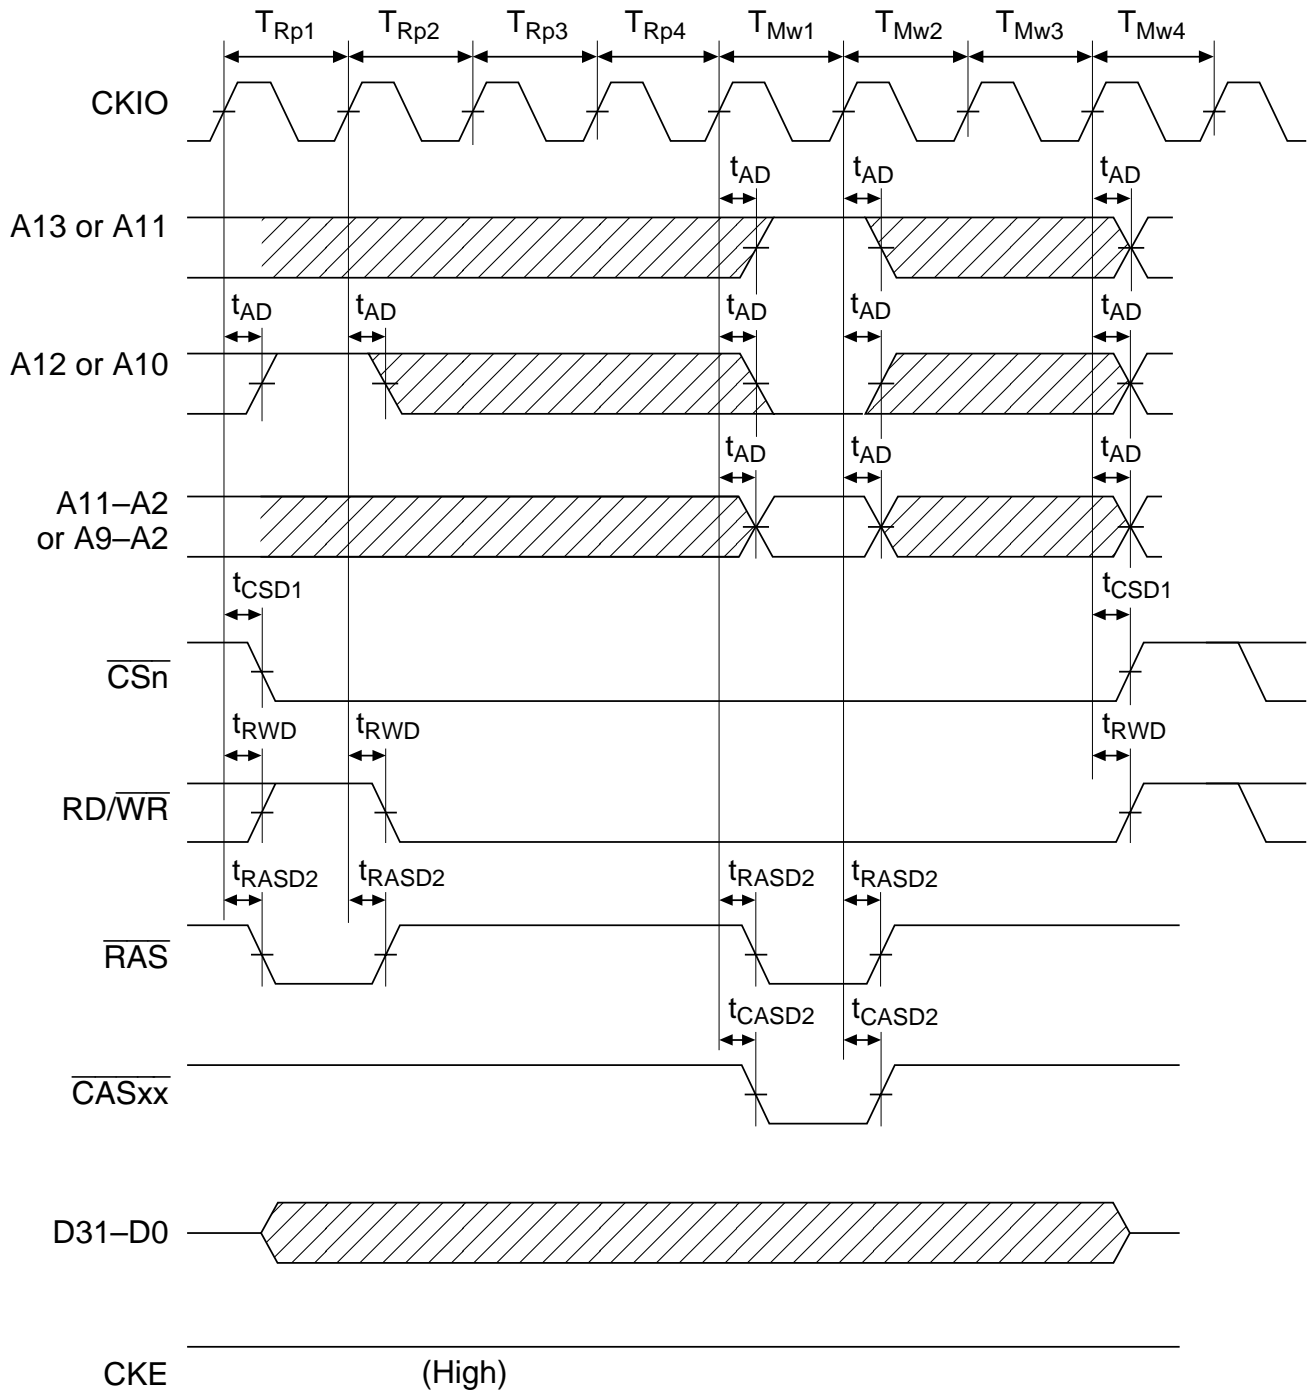 TRp1 TRp2 TRp3 TRp4 TMw1 TMw2 TMw3 TMw4
CKIO
tAD tAD tAD
A13 or A11
tAD tAD tAD tAD tAD
A12 or A10
tAD tAD tAD
A11–A2
or A9–A2
tCSD1 tCSD1
CSn
tRWD tRWD tRWD
RD/WR
tRASD2 tRASD2 tRASD2 tRASD2
RAS
tCASD2 tCASD2
CASxx
D31–D0
CKE (High)